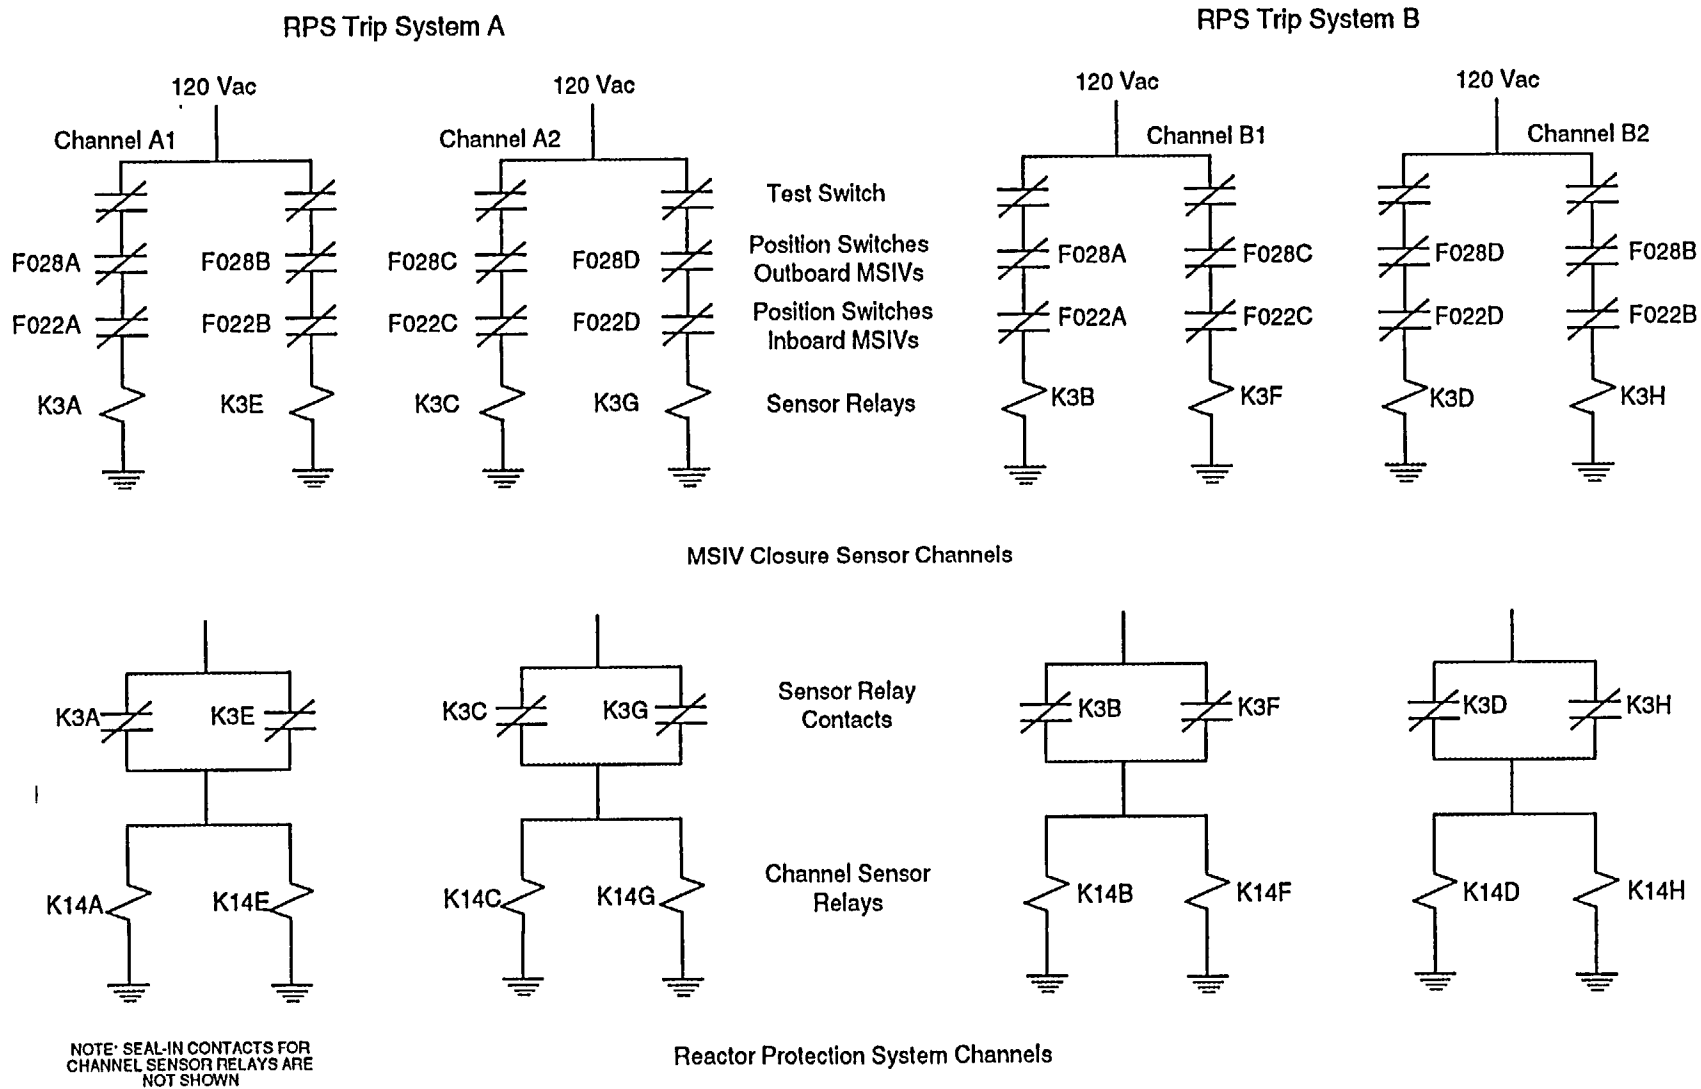 RPS Trip System A
RPS Trip System B
120 Vac
120 Vac
120 Vac
120 Vac
Channel A1
Channel A2
Channel B1
Channel B2
Test Switch
F028A
F028B
F028C
F028D
Position Switches
Outboard MSIVs
F028A
F028C
F028D
F028B
F022A
F022B
F022C
F022D
Position Switches
Inboard MSIVs
F022A
F022C
F022D
F022B
K3A
K3E
K3C
K3G
Sensor Relays
K3B
K3F
K3D
K3H
MSIV Closure Sensor Channels
K3A
K3E
K3C
K3G
Sensor Relay
Contacts
K3B
K3F
K3D
K3H
K14A
K14E
K14C
K14G
Channel Sensor
Relays
K14B
K14F
K14D
K14H
NOTE: SEAL-IN CONTACTS FOR
CHANNEL SENSOR RELAYS ARE
NOT SHOWN
Reactor Protection System Channels